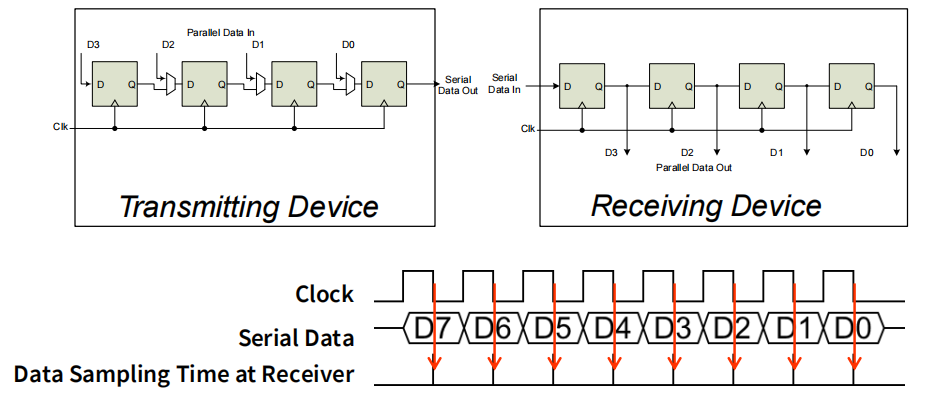 Parallel Data In
D3 D2 D1 D0
D Q D Q D Q D Q
Serial Data Out
Clk
Transmitting Device
Serial Data In
D Q D Q D Q D Q
Clk
D3 D2 D1 D0
Parallel Data Out
Receiving Device
Clock
Serial Data
D7 D6 D5 D4 D3 D2 D1 D0
Data Sampling Time at Receiver